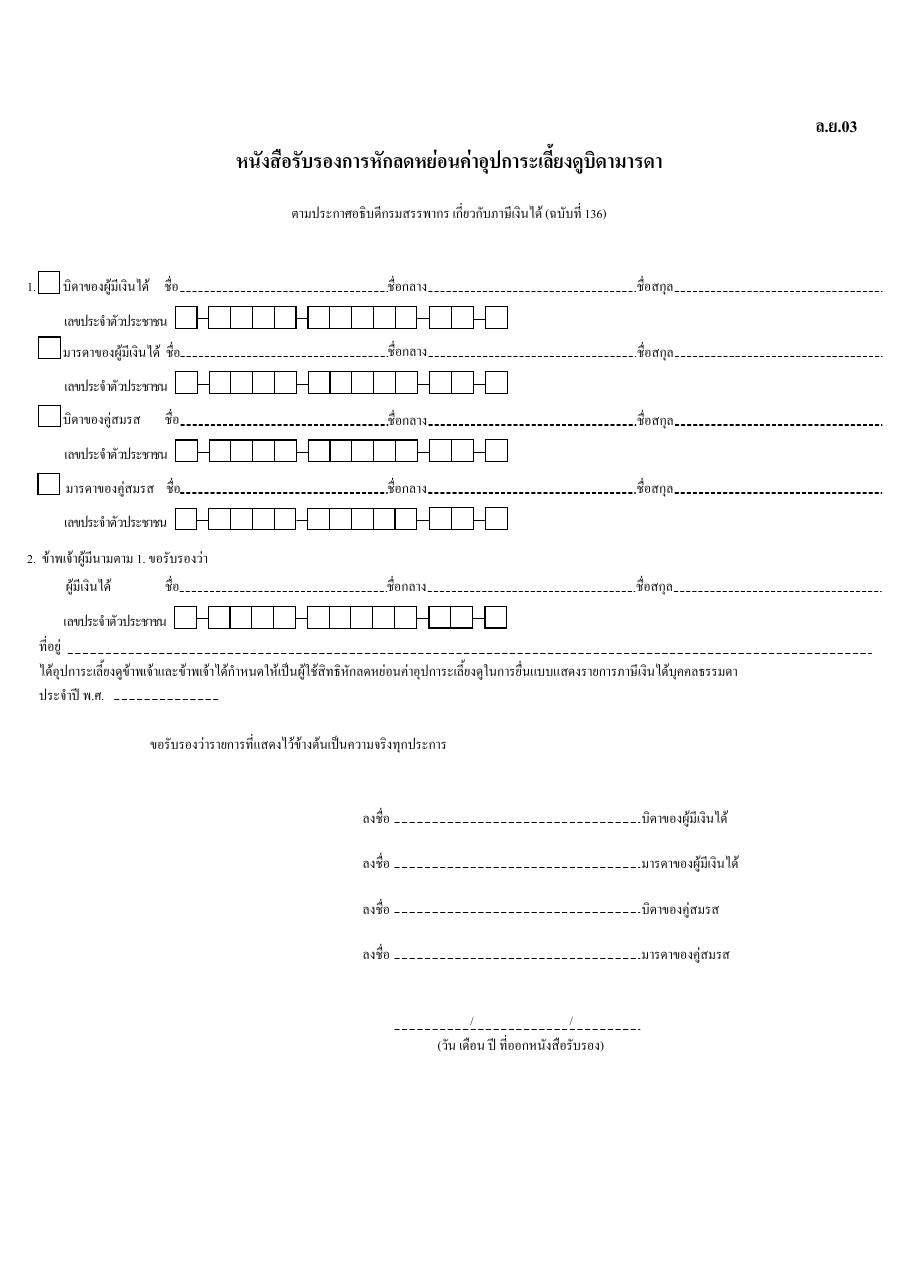 ล.ย.03
หนังสือรับรองการหักลดหย่อนค่าอุปการะเลี้ยงดูบิดามารดา
ตามประกาศอธิบดีกรมสรรพากร เกี่ยวกับภาษีเงินได้ (ฉบับที่ 136)
1. บิดาของผู้มีเงินได้ ชื่อ ชื่อกลาง ชื่อสกุล
เลขประจำตัวประชาชน
มารดาของผู้มีเงินได้ ชื่อ ชื่อกลาง ชื่อสกุล
เลขประจำตัวประชาชน
บิดาของคู่สมรส ชื่อ ชื่อกลาง ชื่อสกุล
เลขประจำตัวประชาชน
มารดาของคู่สมรส ชื่อ ชื่อกลาง ชื่อสกุล
เลขประจำตัวประชาชน
2. ข้าพเจ้าผู้มีนามตาม 1. ขอรับรองว่า
ผู้มีเงินได้ ชื่อ ชื่อกลาง ชื่อสกุล
เลขประจำตัวประชาชน
ที่อยู่
ได้อุปการะเลี้ยงดูข้าพเจ้าและข้าพเจ้าได้กำหนดให้เป็นผู้ใช้สิทธิหักลดหย่อนค่าอุปการะเลี้ยงดูในการยื่นแบบแสดงรายการภาษีเงินได้บุคคลธรรมดา
ประจำปี พ.ศ.
ขอรับรองว่ารายการที่แสดงไว้ข้างต้นเป็นความจริงทุกประการ
ลงชื่อ บิดาของผู้มีเงินได้
ลงชื่อ มารดาของผู้มีเงินได้
ลงชื่อ บิดาของคู่สมรส
ลงชื่อ มารดาของคู่สมรส
/ /
(วัน เดือน ปี ที่ออกหนังสือรับรอง)